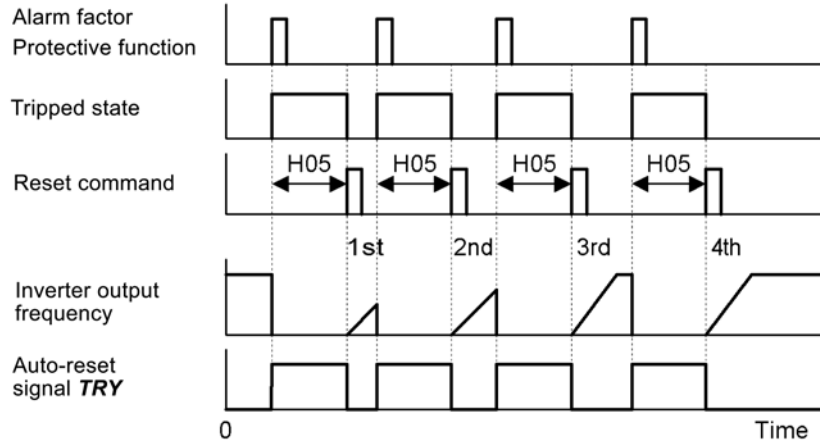 Alarm factor
Protective function
Tripped state
H05 H05 H05 H05
Reset command
1st 2nd 3rd 4th
Inverter output
frequency
Auto-reset
signal TRY
0 Time